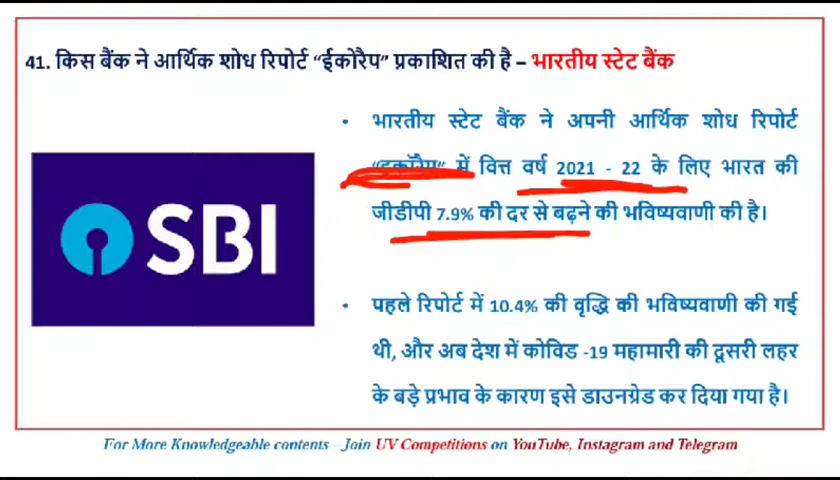 41. किस बैंक ने आर्थिक शोध रिपोर्ट “ईकोरैप” प्रकाशित की है – भारतीय स्टेट बैंक
• भारतीय स्टेट बैंक ने अपनी आर्थिक शोध रिपोर्ट
“इकॉरैप” में वित्त वर्ष 2021 - 22 के लिए भारत की
जीडीपी 7.9% की दर से बढ़ने की भविष्यवाणी की है।
SBI
• पहले रिपोर्ट में 10.4% की वृद्धि की भविष्यवाणी की गई
थी, और अब देश में कोविड -19 महामारी की दूसरी लहर
के बड़े प्रभाव के कारण इसे डाउनग्रेड कर दिया गया है।
For More Knowledgeable contents - Join UV Competitions on YouTube, Instagram and Telegram